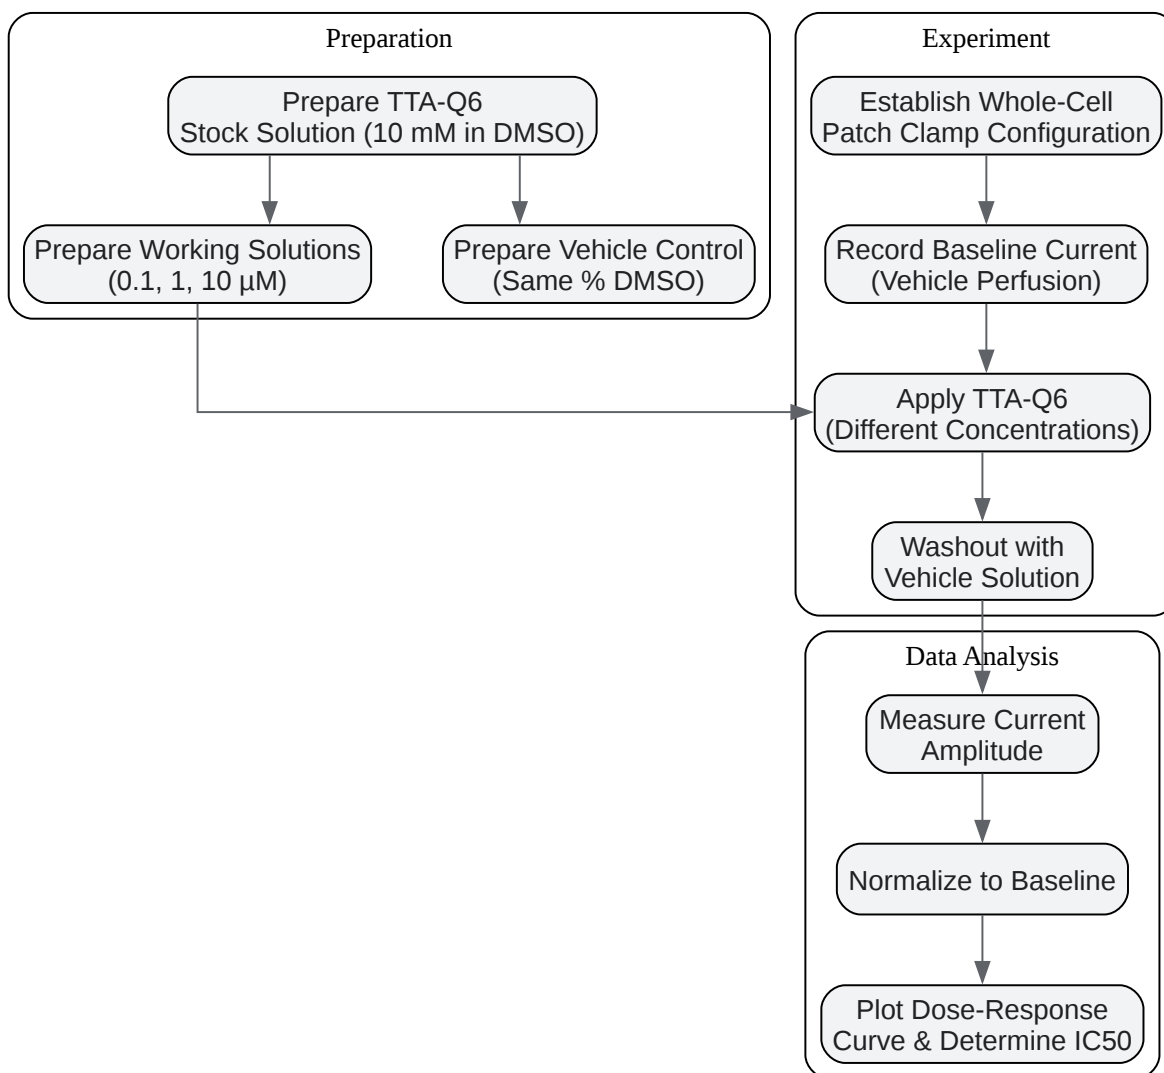 Preparation
Prepare TTA-Q6
Stock Solution (10 mM in DMSO)
Prepare Working Solutions
(0.1, 1, 10 µM)
Prepare Vehicle Control
(Same % DMSO)
Experiment
Establish Whole-Cell
Patch Clamp Configuration
Record Baseline Current
(Vehicle Perfusion)
Apply TTA-Q6
(Different Concentrations)
Washout with
Vehicle Solution
Data Analysis
Measure Current
Amplitude
Normalize to Baseline
Plot Dose-Response
Curve & Determine IC50